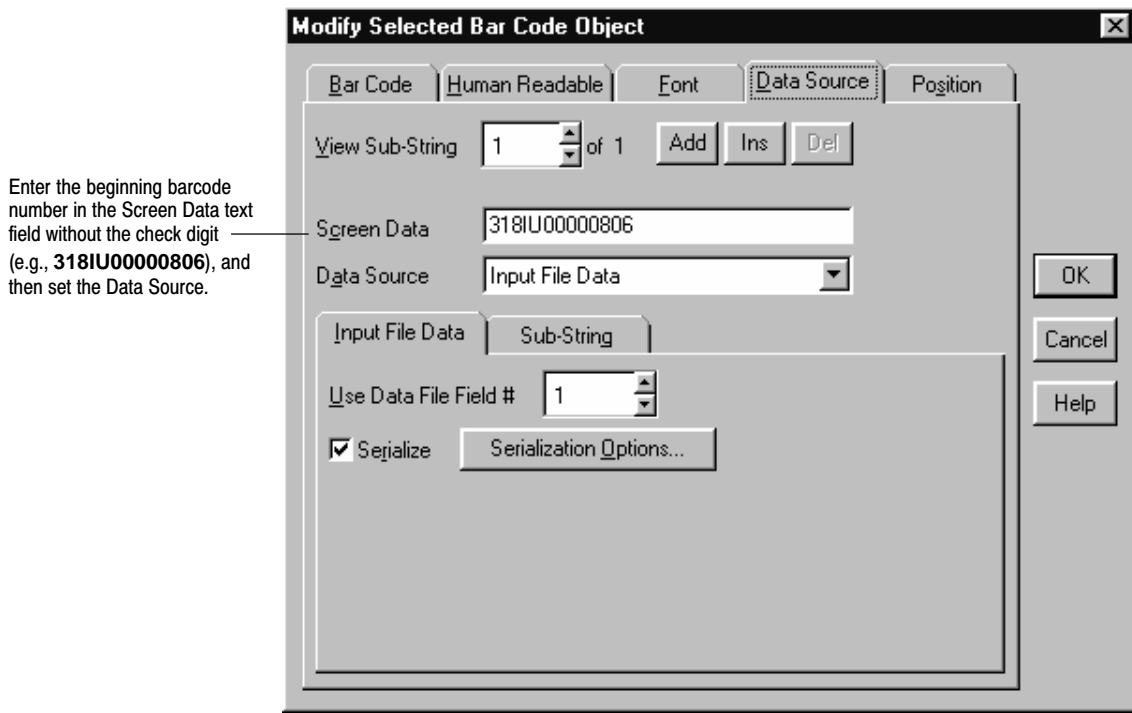 Modify Selected Bar Code Object
Bar Code Human Readable Font Data Source Position
View Sub-String 1 of 1 Add Ins Del
Enter the beginning barcode
number in the Screen Data text
field without the check digit
(e.g., 318IU00000806), and
then set the Data Source.
Screen Data 318IU00000806
Data Source Input File Data
OK
Cancel
Help
Input File Data Sub-String
Use Data File Field # 1
Serialize Serialization Options...